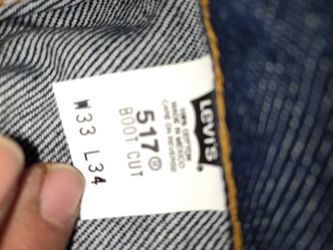 Levi's
100% COTTON
MADE IN MEXICO
CARE ON REVERSE
517®
BOOT CUT
W33 L34